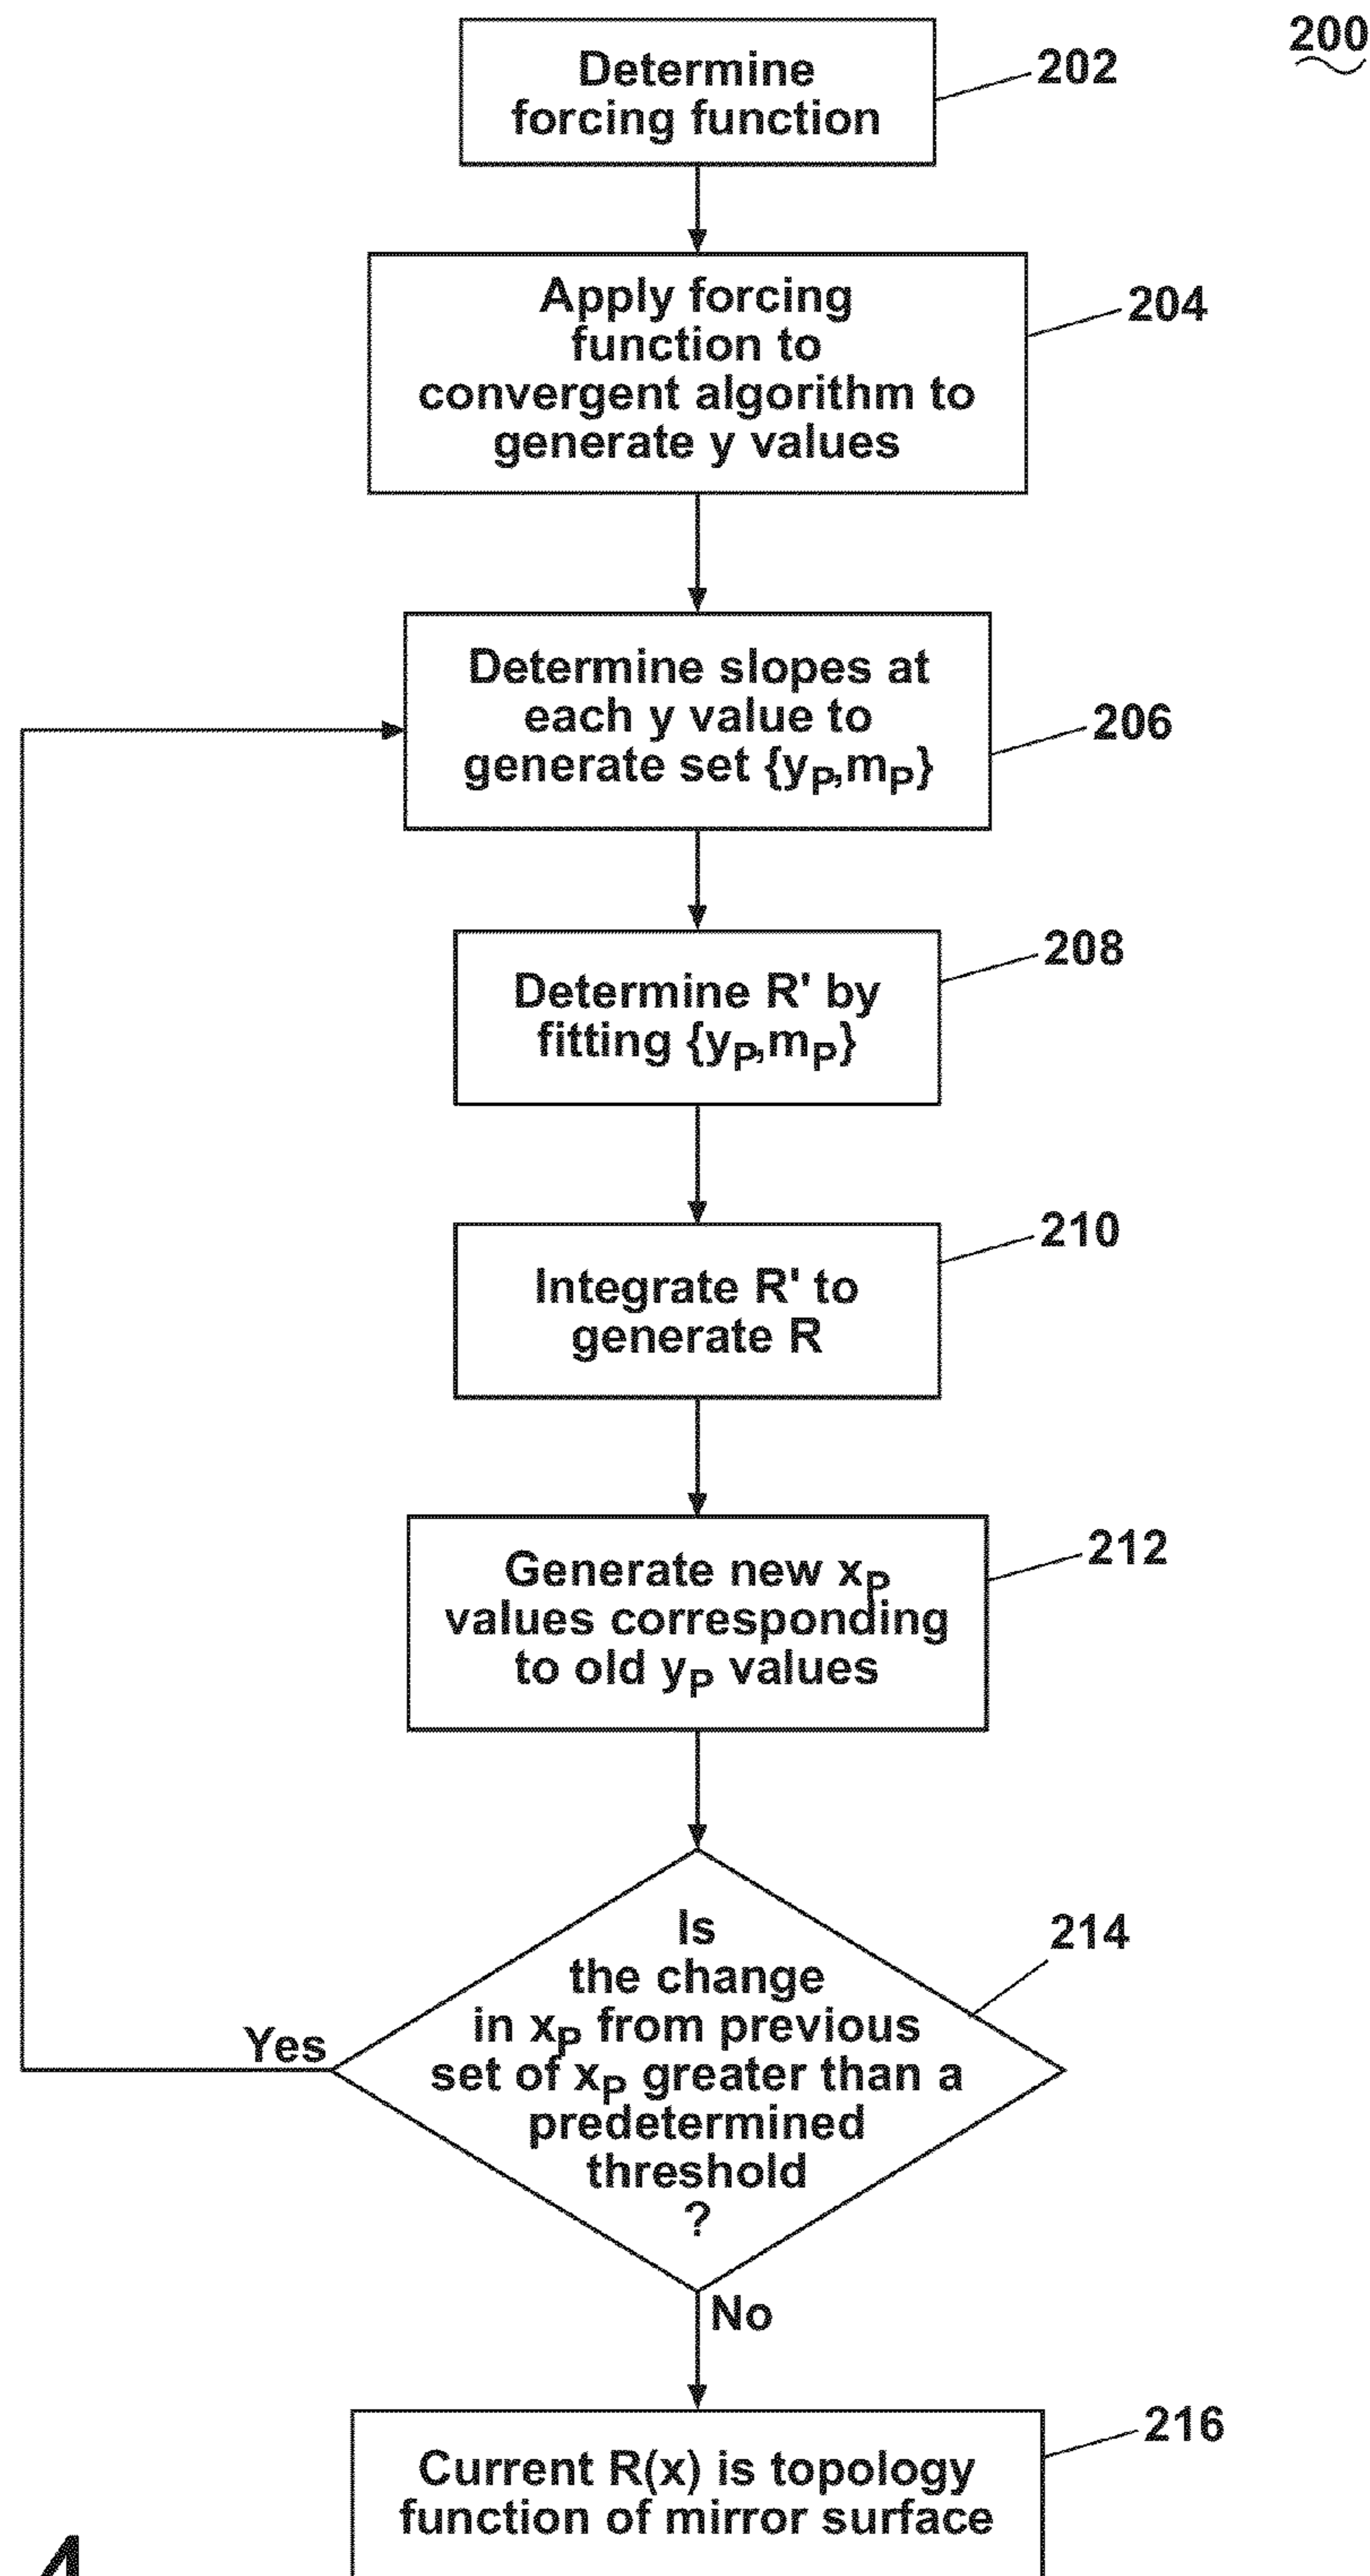 200
Determine
forcing function
202
Apply forcing
function to
convergent algorithm to
generate y values
204
Determine slopes at
each y value to
generate set {yP,mP}
206
Determine R' by
fitting {yP,mP}
208
Integrate R' to
generate R
210
Generate new xP
values corresponding
to old yP values
212
Is
the change
in xP from previous
set of xP greater than a
predetermined
threshold
?
214
Yes
No
Current R(x) is topology
function of mirror surface
216
4